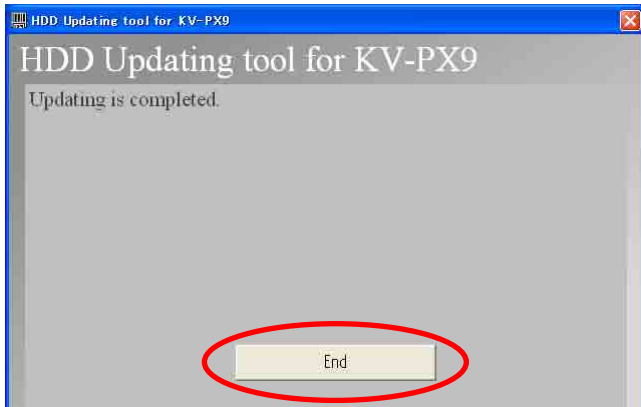 HDD Updating tool for KV-PX9
HDD Updating tool for KV-PX9
Updating is completed.
End